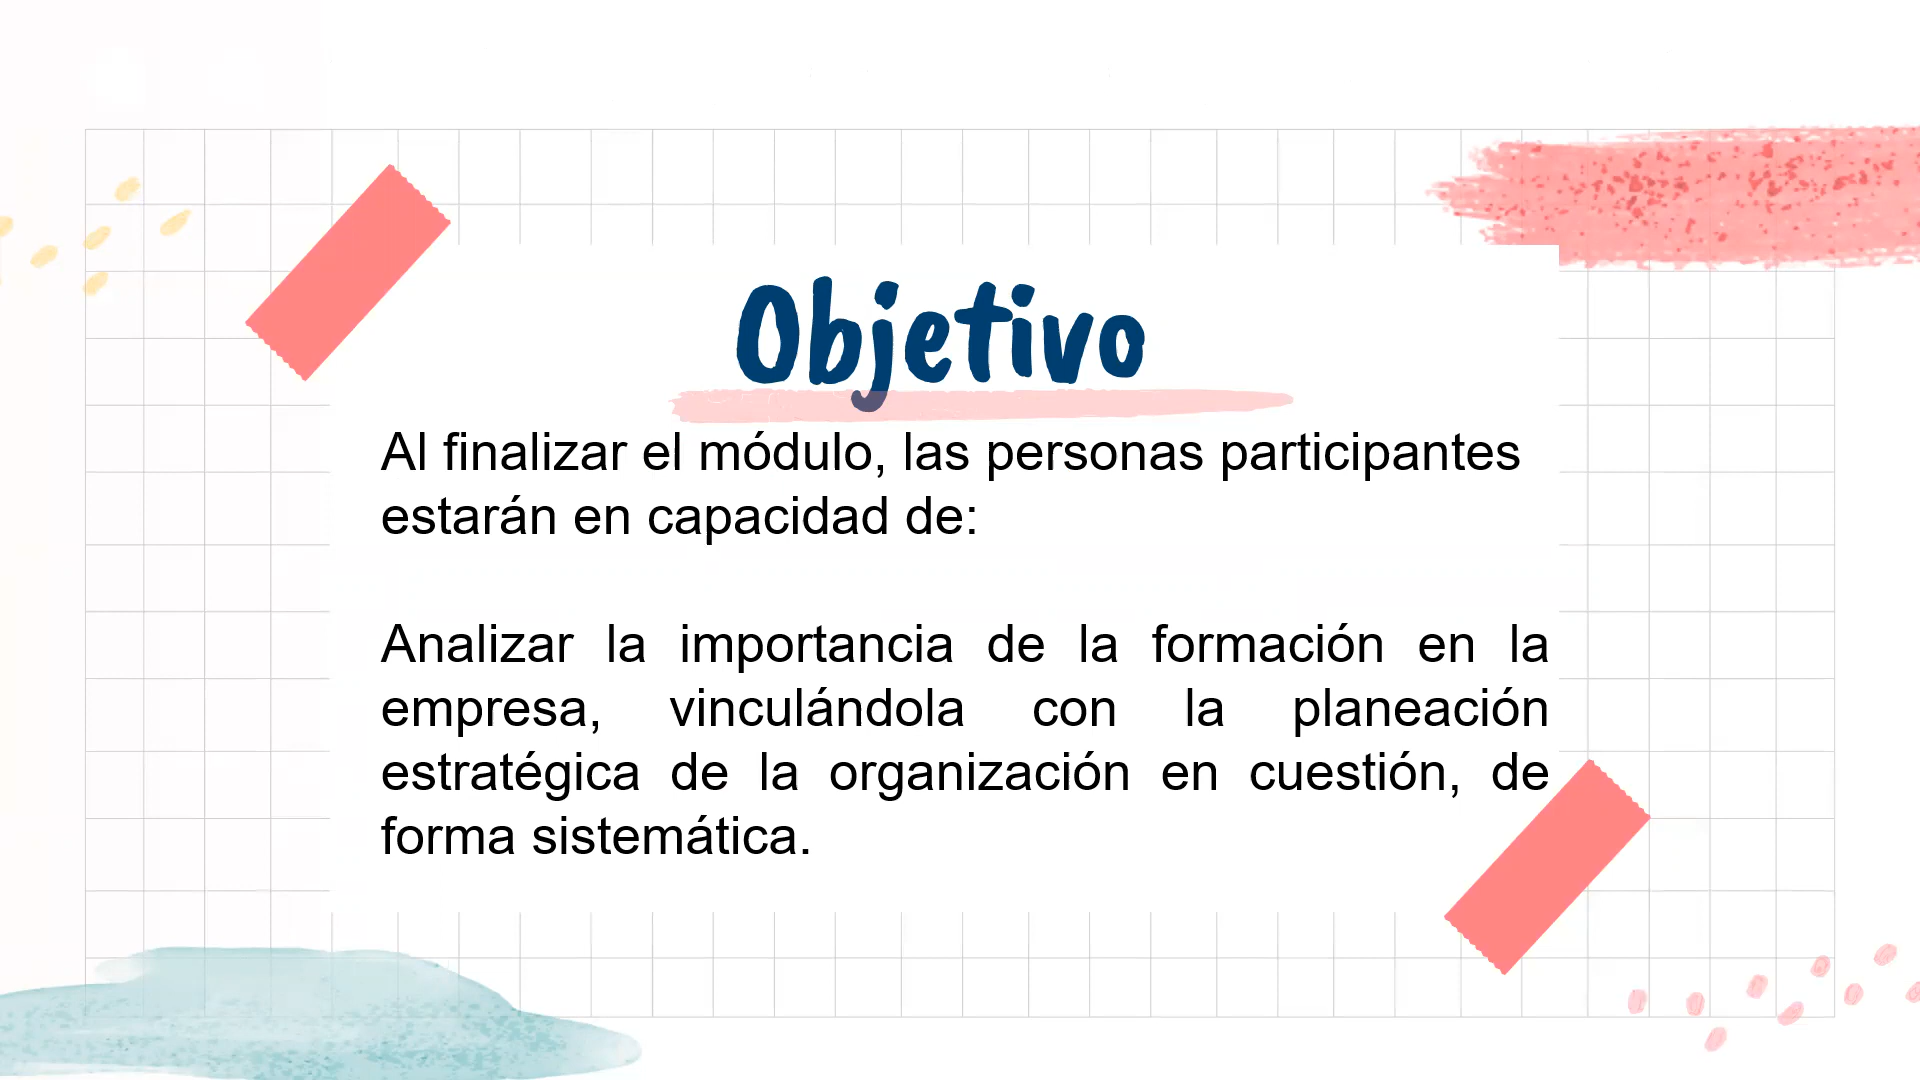 Objetivo
Al finalizar el módulo, las personas participantes
estarán en capacidad de:
Analizar la importancia de la formación en la
empresa, vinculándola con la planeación
estratégica de la organización en cuestión, de
forma sistemática.